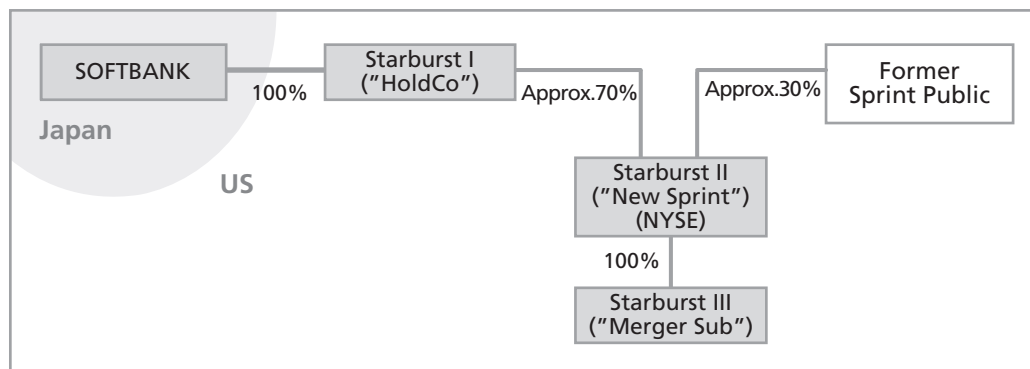 SOFTBANK
100%
Starburst I
(”HoldCo”)
Approx.70%
Approx.30%
Former
Sprint Public
Japan
US
Starburst II
(”New Sprint”)
(NYSE)
100%
Starburst III
(”Merger Sub”)